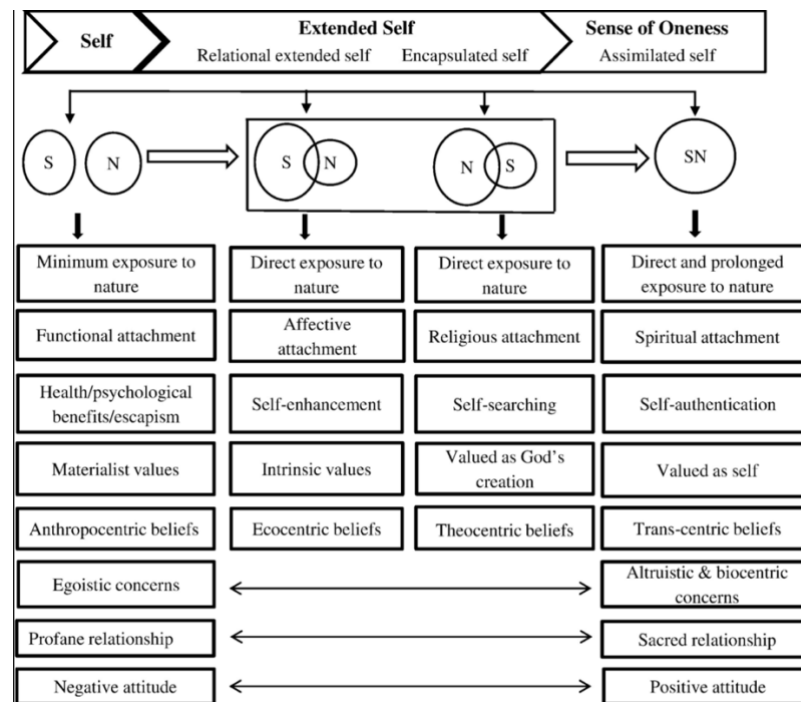 Self
Extended Self
Sense of Oneness
Relational extended self
Encapsulated self
Assimilated self
S
N
S
N
N
S
SN
Minimum exposure to
nature
Direct exposure to
nature
Direct exposure to
nature
Direct and prolonged
exposure to nature
Functional attachment
Affective
attachment
Religious attachment
Spiritual attachment
Health/psychological
benefits/escapism
Self-enhancement
Self-searching
Self-authentication
Materialist values
Intrinsic values
Valued as God's
creation
Valued as self
Anthropocentric beliefs
Ecocentric beliefs
Theocentric beliefs
Trans-centric beliefs
Egoistic concerns
Altruistic & biocentric
concerns
Profane relationship
Sacred relationship
Negative attitude
Positive attitude